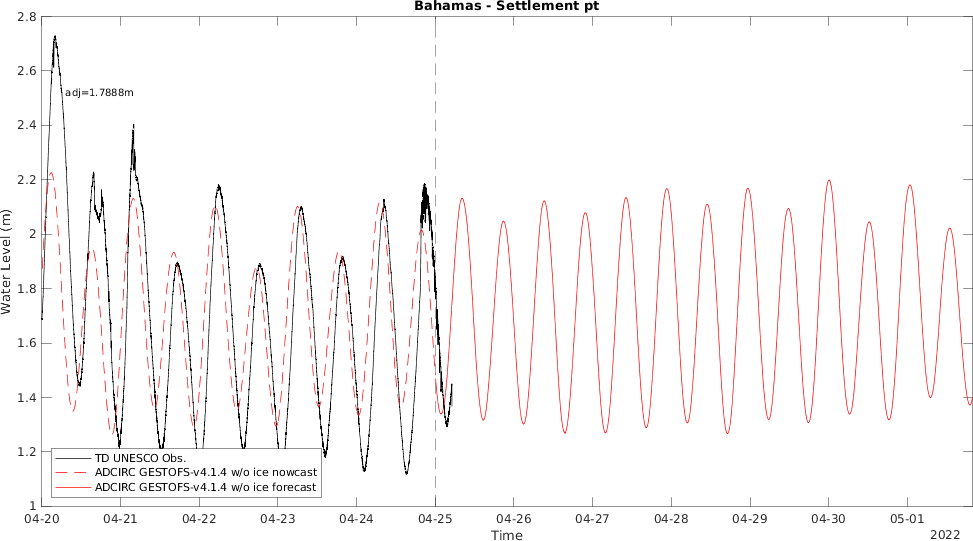 Bahamas - Settlement pt
2.8
2.6
2.4
2.2
2
1.8
1.6
1.4
1.2
1
Water Level (m)
adj=1.7888m
TD UNESCO Obs.
ADCIRC GESTOFS-v4.1.4 w/o ice nowcast
ADCIRC GESTOFS-v4.1.4 w/o ice forecast
04-20 04-21 04-22 04-23 04-24 04-25 04-26 04-27 04-28 04-29 04-30 05-01
Time
2022